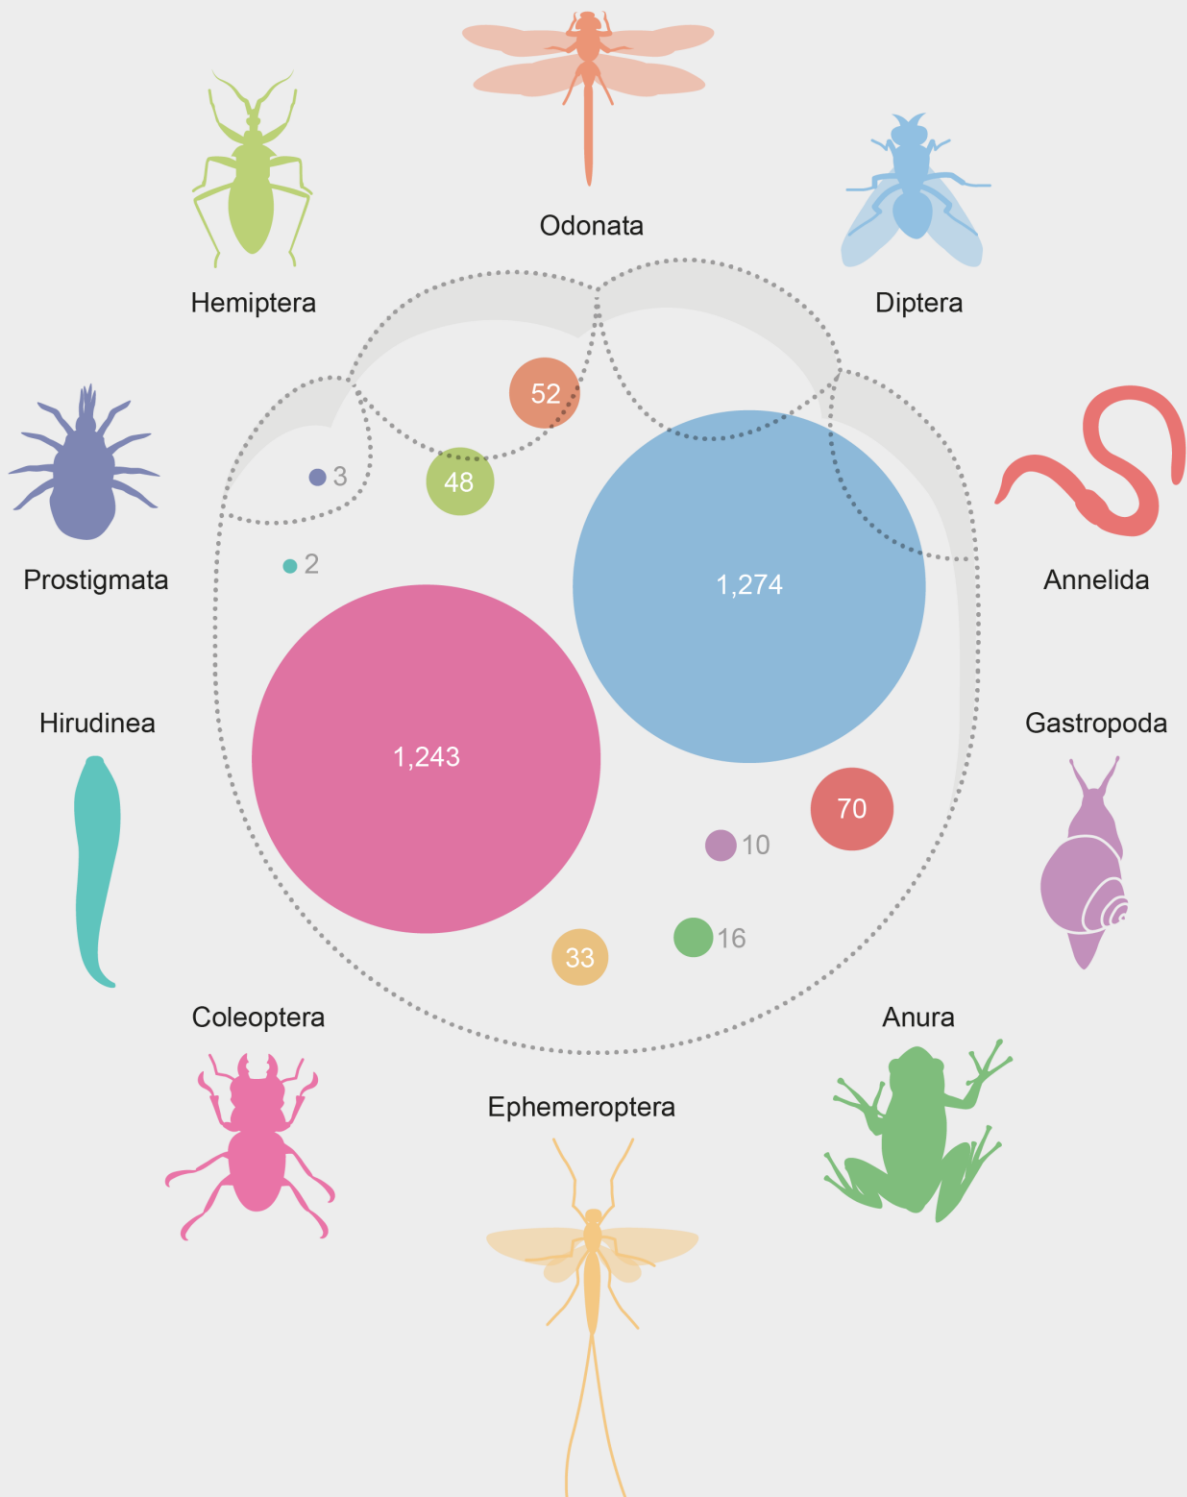 Odonata
Hemiptera
Diptera
52
3
48
Prostigmata
2
1,274
Annelida
Hirudinea
Gastropoda
1,243
70
10
33
16
Coleoptera
Anura
Ephemeroptera